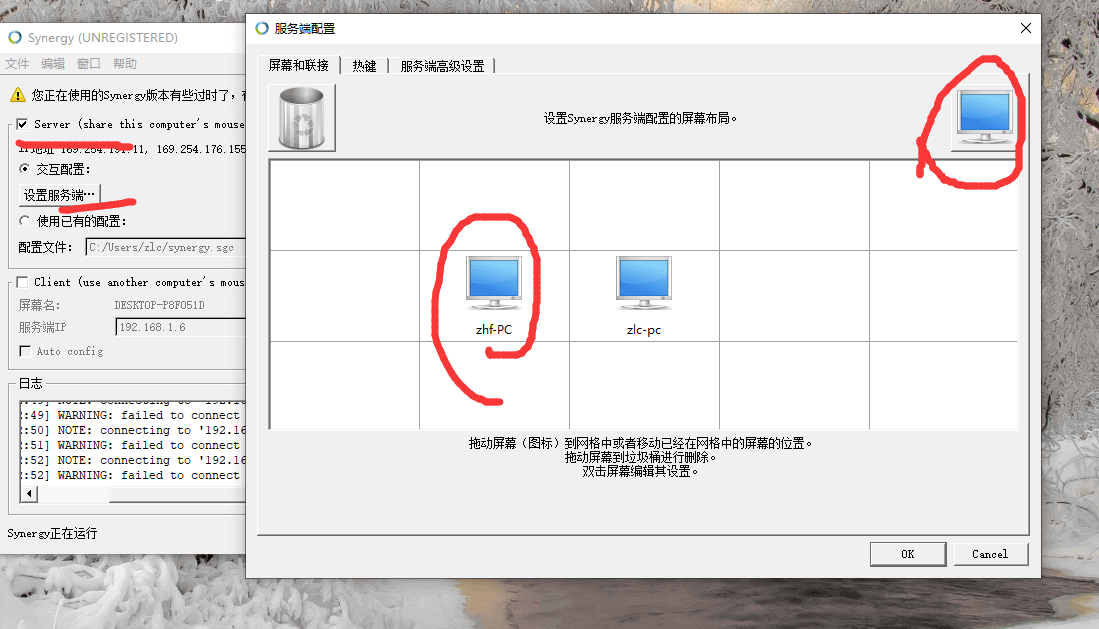 Synergy (UNREGISTERED)
文件 编辑 窗口 帮助
您正在使用的Synergy版本有些过时了，
Server (share this computer's mouse
11, 169.254.176.155
交互配置：
设置服务端…
使用已有的配置：
配置文件： C:/Users/zlc/synergy.sgc
Client (use another computer's mous
屏幕名： DESKTOP-P8F051D
服务端IP 192.168.1.6
Auto config
日志
:49] WARNING: failed to connect
:50] NOTE: connecting to '192.16
:51] WARNING: failed to connect
:52] NOTE: connecting to '192.16
:52] WARNING: failed to connect
Synergy正在运行
服务端配置
屏幕和联接 热键 服务端高级设置
设置Synergy服务端配置的屏幕布局。
zhf-PC
zlc-pc
拖动屏幕（图标）到网格中或者移动已经在网格中的屏幕的位置。
拖动屏幕到垃圾桶进行删除。
双击屏幕编辑其设置。
OK
Cancel